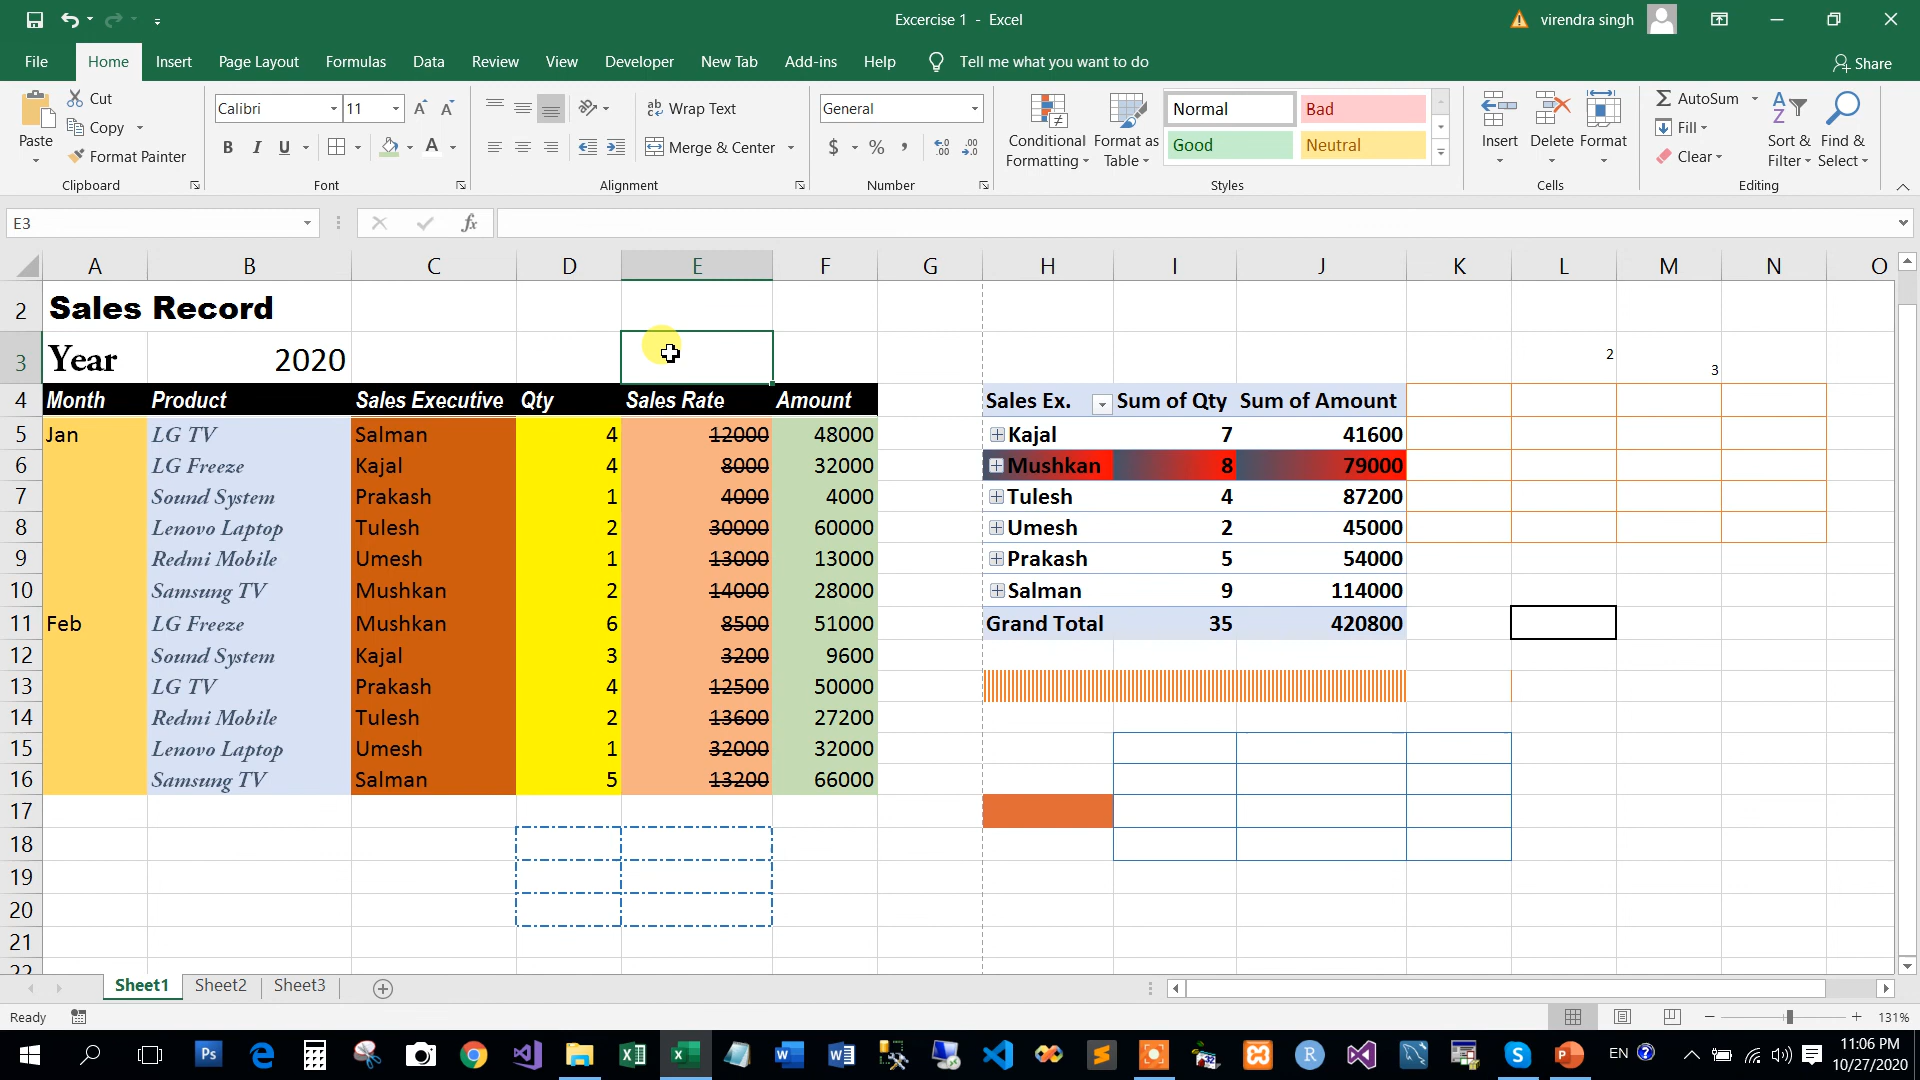 Excercise 1 - Excel
virendra singh
File Home Insert Page Layout Formulas Data Review View Developer New Tab Add-ins Help Tell me what you want to do Share
Paste
Cut
Copy
Format Painter
Clipboard
Calibri 11
B I U
Font
Wrap Text
Merge & Center
Alignment
General
$ % ,
Number
Conditional Formatting
Format as Table
Normal Bad
Good Neutral
Styles
Insert Delete Format
Cells
AutoSum
Fill
Clear
Sort & Filter
Find & Select
Editing
E3 fx
A B C D E F G H I J K L M N O
2 Sales Record
3 Year 2020 2 3
4 Month Product Sales Executive Qty Sales Rate Amount Sales Ex. Sum of Qty Sum of Amount
5 Jan LG TV Salman 4 12000 48000 Kajal 7 41600
6 LG Freeze Kajal 4 8000 32000 Mushkan 8 79000
7 Sound System Prakash 1 4000 4000 Tulesh 4 87200
8 Lenovo Laptop Tulesh 2 30000 60000 Umesh 2 45000
9 Redmi Mobile Umesh 1 13000 13000 Prakash 5 54000
10 Samsung TV Mushkan 2 14000 28000 Salman 9 114000
11 Feb LG Freeze Mushkan 6 8500 51000 Grand Total 35 420800
12 Sound System Kajal 3 3200 9600
13 LG TV Prakash 4 12500 50000
14 Redmi Mobile Tulesh 2 13600 27200
15 Lenovo Laptop Umesh 1 32000 32000
16 Samsung TV Salman 5 13200 66000
17
18
19
20
21
22
Sheet1 Sheet2 Sheet3
Ready 131%
EN 11:06 PM
10/27/2020